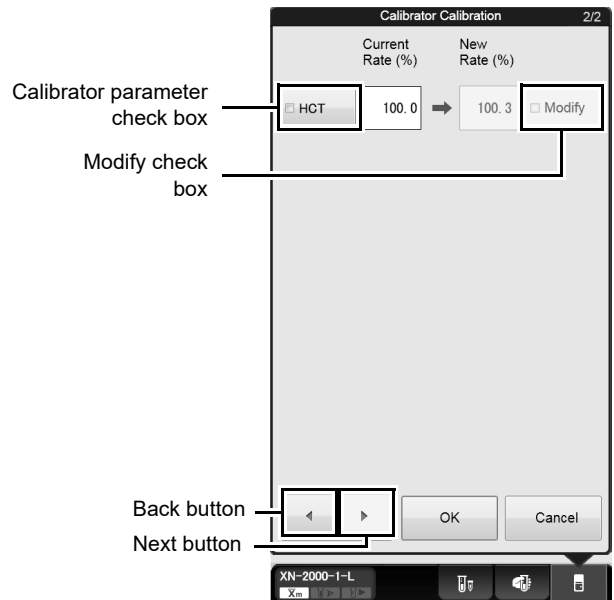 Calibrator Calibration 2/2
Current
Rate (%)
New
Rate (%)
Calibrator parameter
check box
HCT 100.0 100.3 Modify
Modify check
box
Back button
Next button
OK Cancel
XN-2000-1-L
Xm